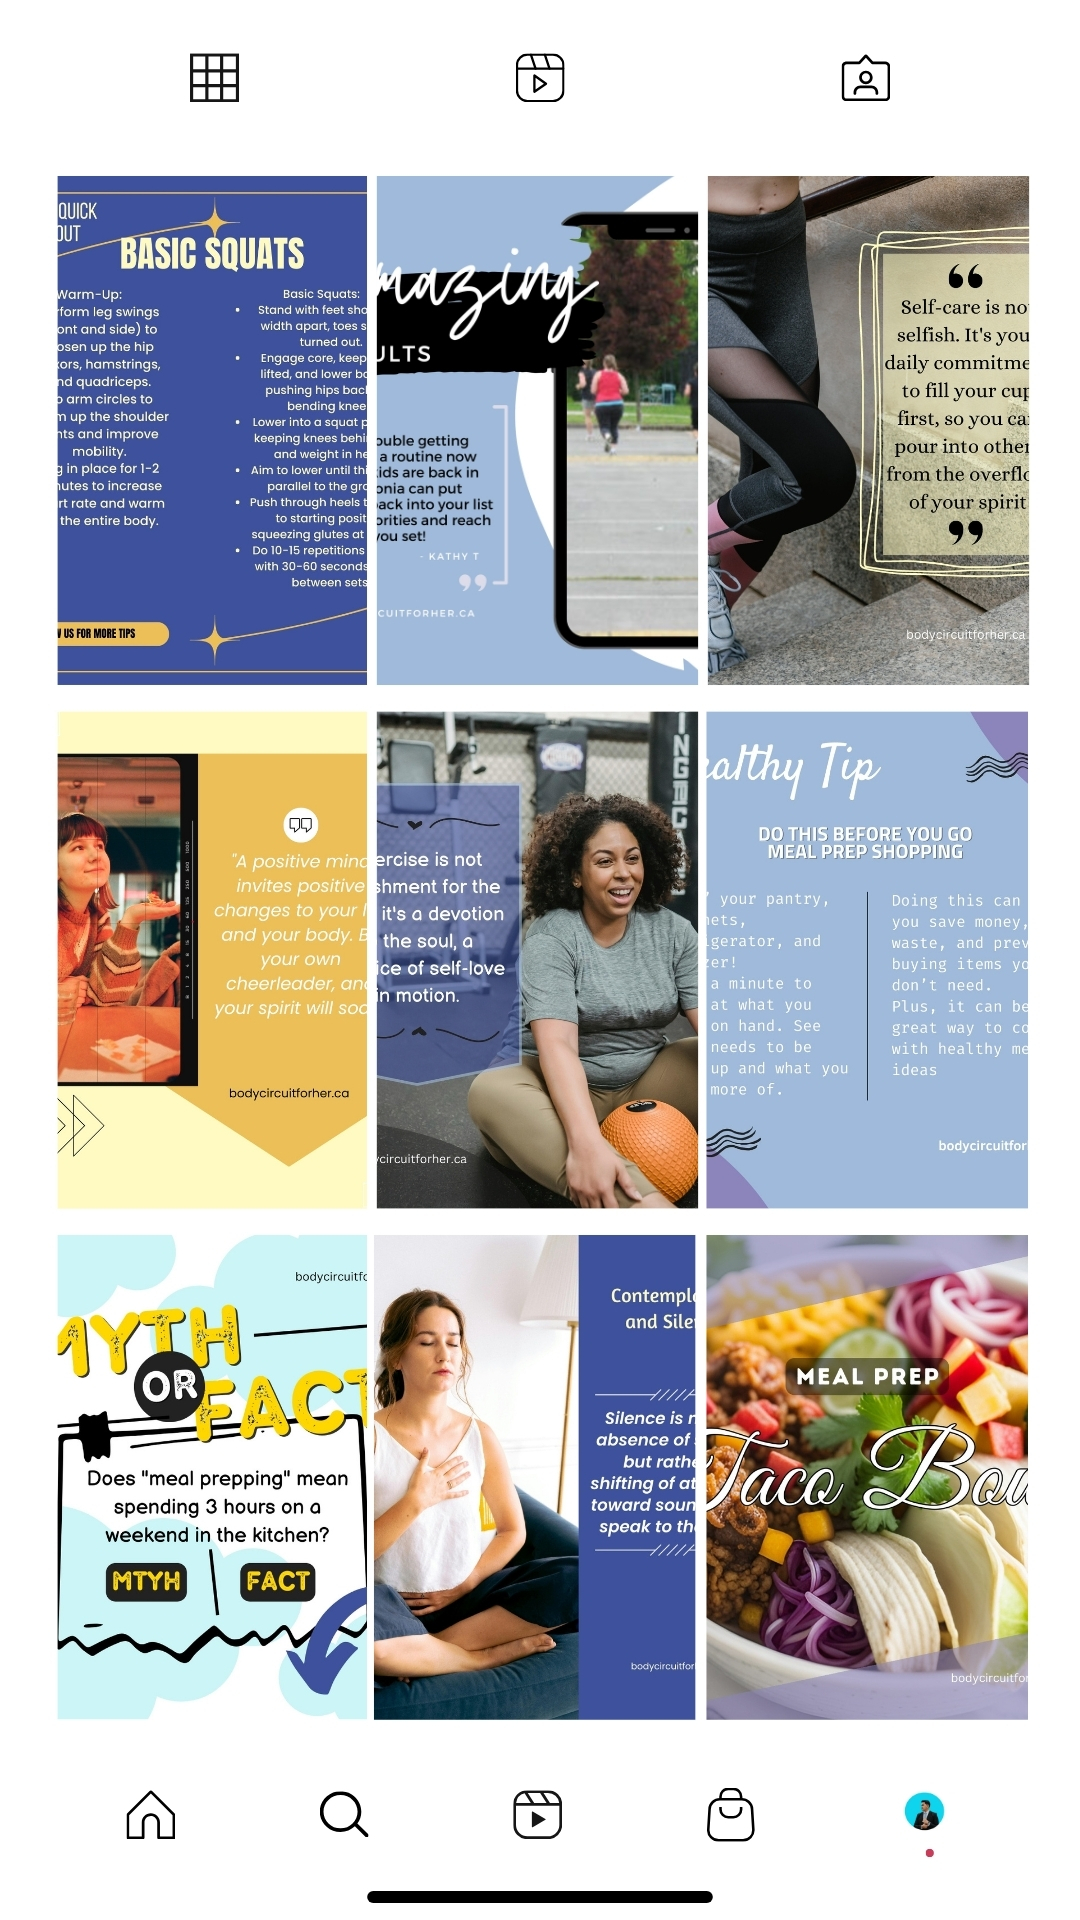 QUICK
OUT
BASIC SQUATS
Warm-Up:
rform leg swings
ont and side) to
osen up the hip
xors, hamstrings,
nd quadriceps.
o arm circles to
m up the shoulder
nts and improve
mobility.
g in place for 1-2
nutes to increase
rt rate and warm
the entire body.
Basic Squats:
• Stand with feet sho
width apart, toes s
turned out.
• Engage core, keep
lifted, and lower bo
pushing hips back
bending knee
• Lower into a squat p
keeping knees behi
and weight in he
• Aim to lower until thi
parallel to the gro
• Push through heels t
to starting posit
squeezing glutes at
• Do 10-15 repetitions
with 30-60 seconds
between sets
W US FOR MORE TIPS
mazing
ULTS
ouble getting
a routine now
kids are back in
onia can put
back into your list
orities and reach
you set!
- KATHY T
CUITFORHER.CA
Self-care is no
selfish. It's you
daily commitme
to fill your cup
first, so you ca
pour into other
from the overflo
of your spirit
bodycircuitforher.ca
"A positive mind
invites positive
changes to your l
and your body. B
your own
cheerleader, and
your spirit will soa
bodycircuitforher.ca
ercise is not
shment for the
it's a devotion
the soul, a
ice of self-love
in motion.
ycircuitforher.ca
ealthy Tip
DO THIS BEFORE YOU GO
MEAL PREP SHOPPING
your pantry,
nets,
igerator, and
zer!
a minute to
at what you
on hand. See
needs to be
up and what you
more of.
Doing this can
you save money,
waste, and prev
buying items yo
don't need.
Plus, it can be
great way to co
with healthy me
ideas
bodycircuitfor
bodycircuitfo
MYTH
OR
FACT
Does "meal prepping" mean
spending 3 hours on a
weekend in the kitchen?
MTYH
FACT
Contempl
and Sile
Silence is n
absence of
but rathe
shifting of at
toward soun
speak to the
bodycircuitfor
MEAL PREP
Taco Bow
bodycircuitfor